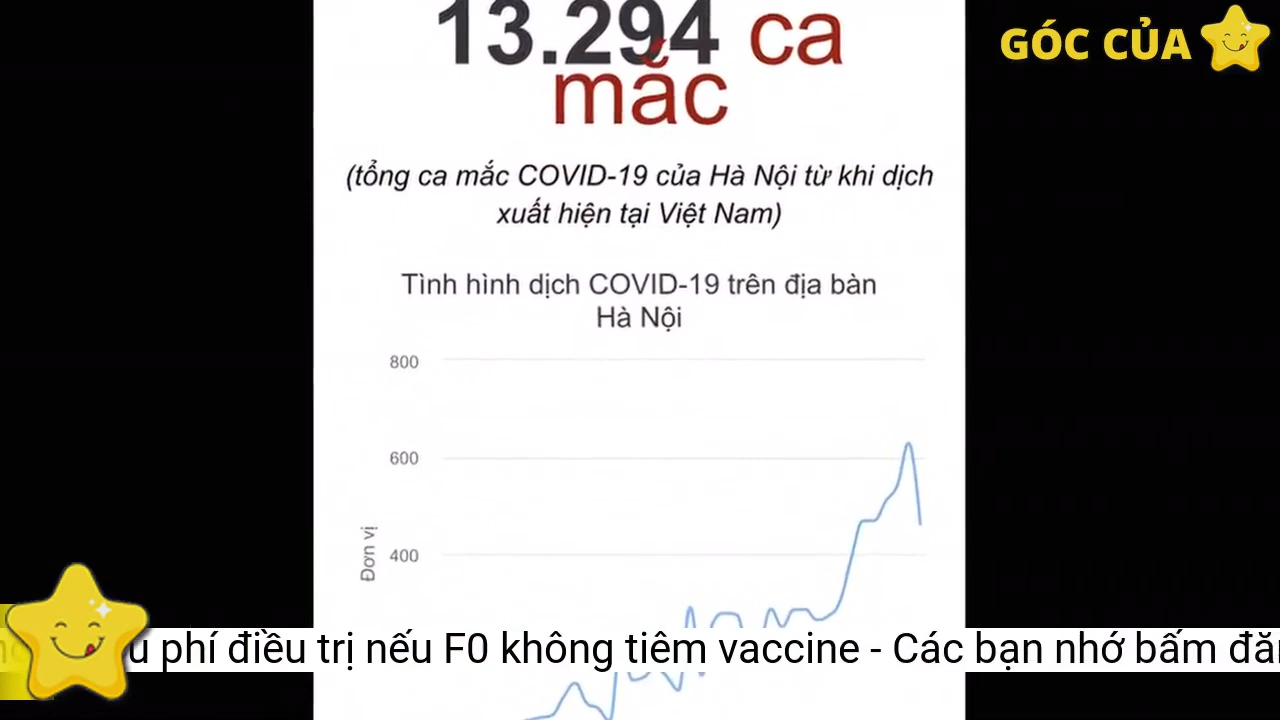 13.294 ca
mắc
GÓC CỦA
(tổng ca mắc COVID-19 của Hà Nội từ khi dịch
xuất hiện tại Việt Nam)
Tình hình dịch COVID-19 trên địa bàn
Hà Nội
800
600
Đơn vị
400
phí điều trị nếu F0 không tiêm vaccine - Các bạn nhớ bấm